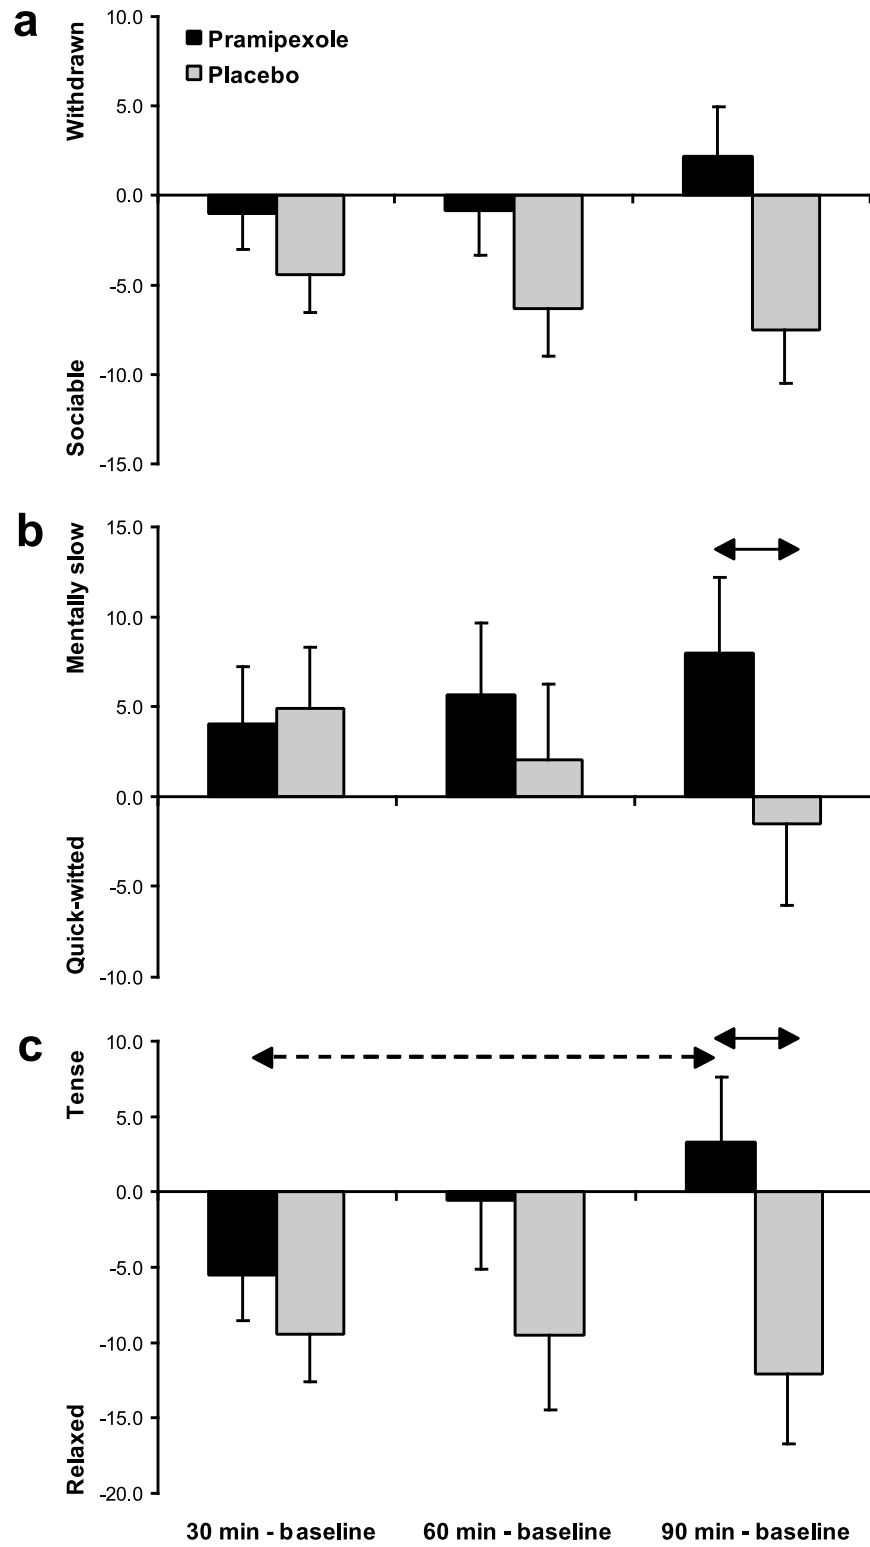 a
Withdrawn
Sociable
10.0
5.0
0.0
-5.0
-10.0
-15.0
Pramipexole
Placebo
b
Mentally slow
Quick-witted
15.0
10.0
5.0
0.0
-5.0
-10.0
c
Tense
Relaxed
10.0
5.0
0.0
-5.0
-10.0
-15.0
-20.0
30 min - baseline
60 min - baseline
90 min - baseline